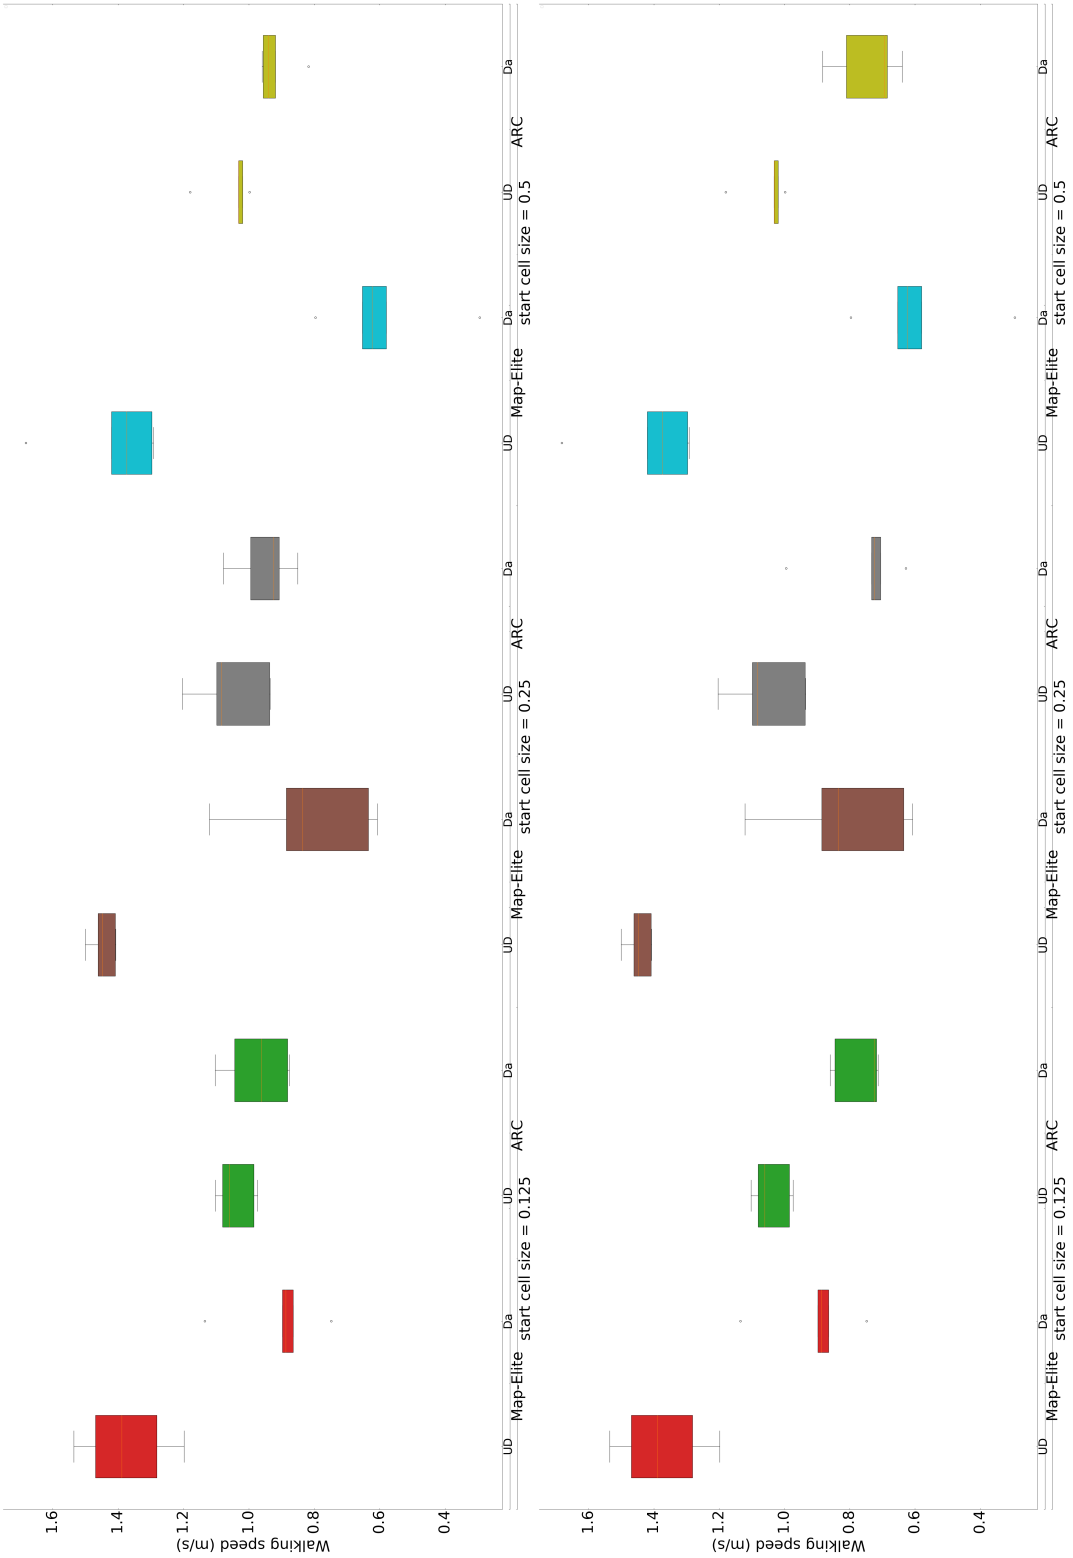 Walking speed (m/s)
1.6
1.4
1.2
1.0
0.8
0.6
0.4
UD Da UD Da UD Da UD Da UD Da UD Da
Map-Elite ARC Map-Elite ARC Map-Elite ARC
start cell size = 0.125 start cell size = 0.25 start cell size = 0.5
Walking speed (m/s)
1.6
1.4
1.2
1.0
0.8
0.6
0.4
UD Da UD Da UD Da UD Da UD Da UD Da
Map-Elite ARC Map-Elite ARC Map-Elite ARC
start cell size = 0.125 start cell size = 0.25 start cell size = 0.5